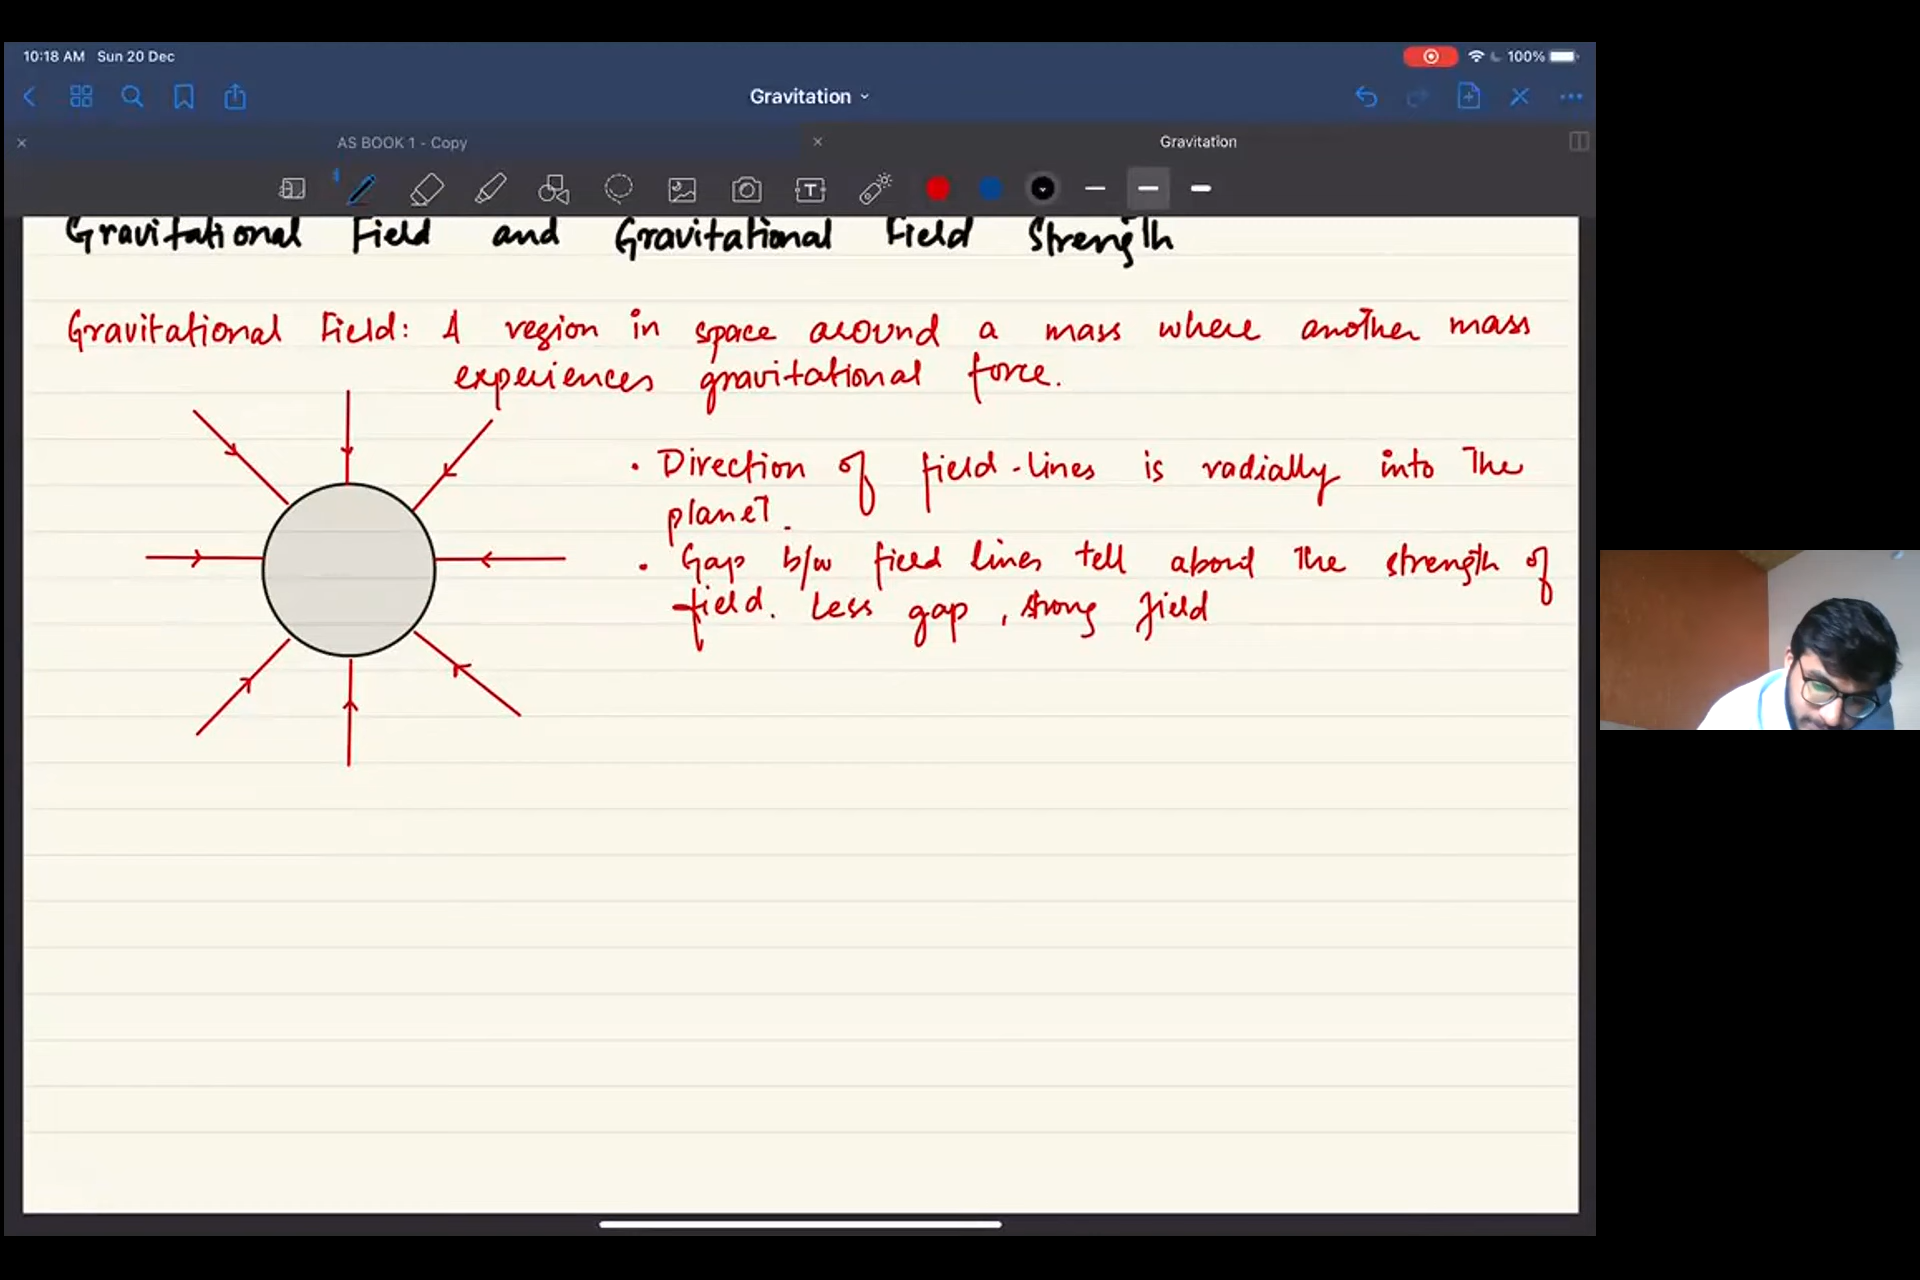 10:18 AM Sun 20 Dec
100%
Gravitation
AS BOOK 1 - Copy
Gravitation
T
Gravitational Field and Gravitational Field Strength
Gravitational Field: A region in space around a mass where another mass
experiences gravitational force.
• Direction of field-lines is radially into the
planet.
• Gap b/w field lines tell about the strength of
field. Less gap, strong field